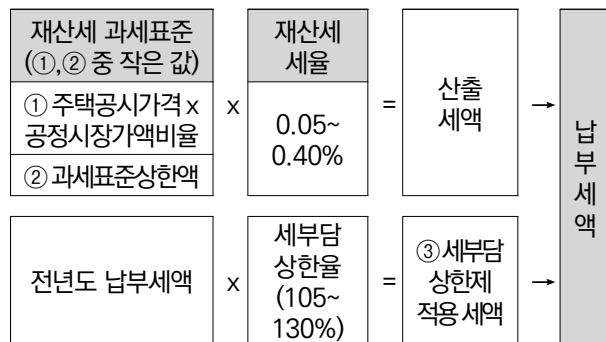 재산세 과세표준
(①,② 중 작은 값)
① 주택공시가격 x
공정시장가액비율
② 과세표준상한액
x
재산세
세율
0.05~
0.40%
=
산출
세액
→
납
부
세
액
전년도 납부세액
x
세부담
상한율
(105~
130%)
=
③ 세부담
상한제
적용 세액
→